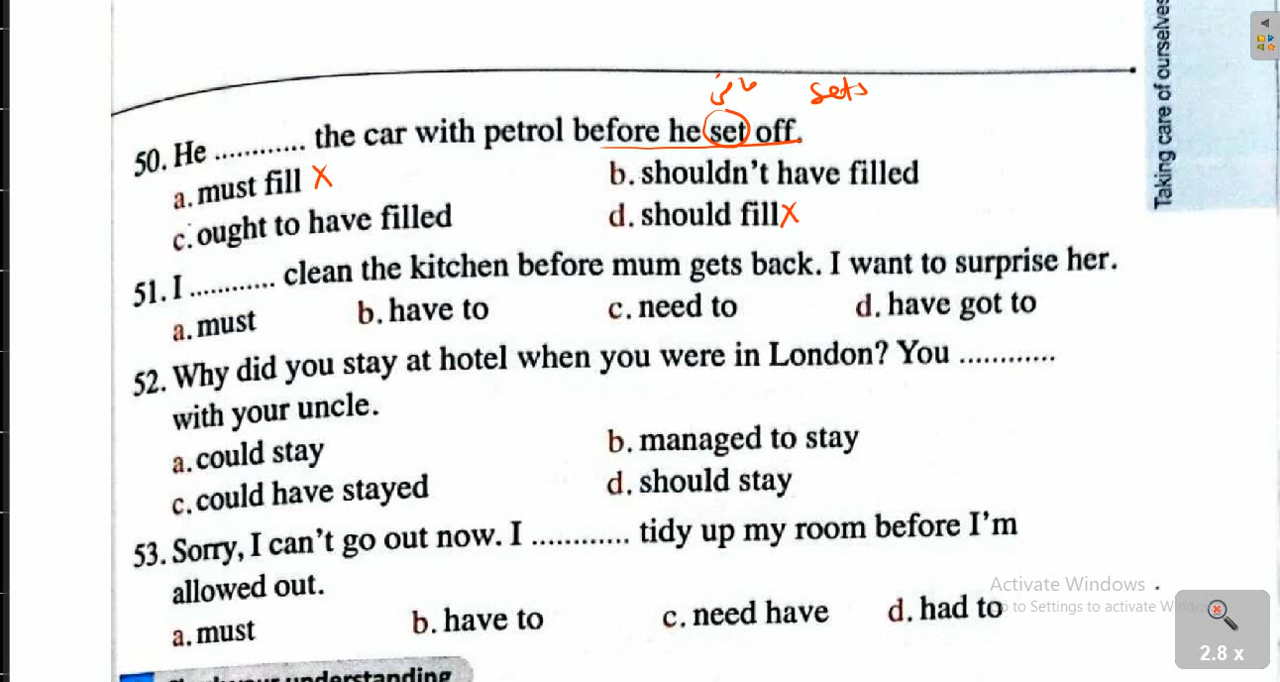 Taking care of ourselves
sets
50. He ............ the car with petrol before he set off.
a. must fill X
b. shouldn't have filled
c. ought to have filled
d. should fill X
51. I ............ clean the kitchen before mum gets back. I want to surprise her.
a. must
b. have to
c. need to
d. have got to
52. Why did you stay at hotel when you were in London? You ............
with your uncle.
a. could stay
b. managed to stay
c. could have stayed
d. should stay
53. Sorry, I can't go out now. I ............ tidy up my room before I'm
allowed out.
a. must
b. have to
c. need have
d. had to
Activate Windows
to Settings to activate
2.8 x
understanding